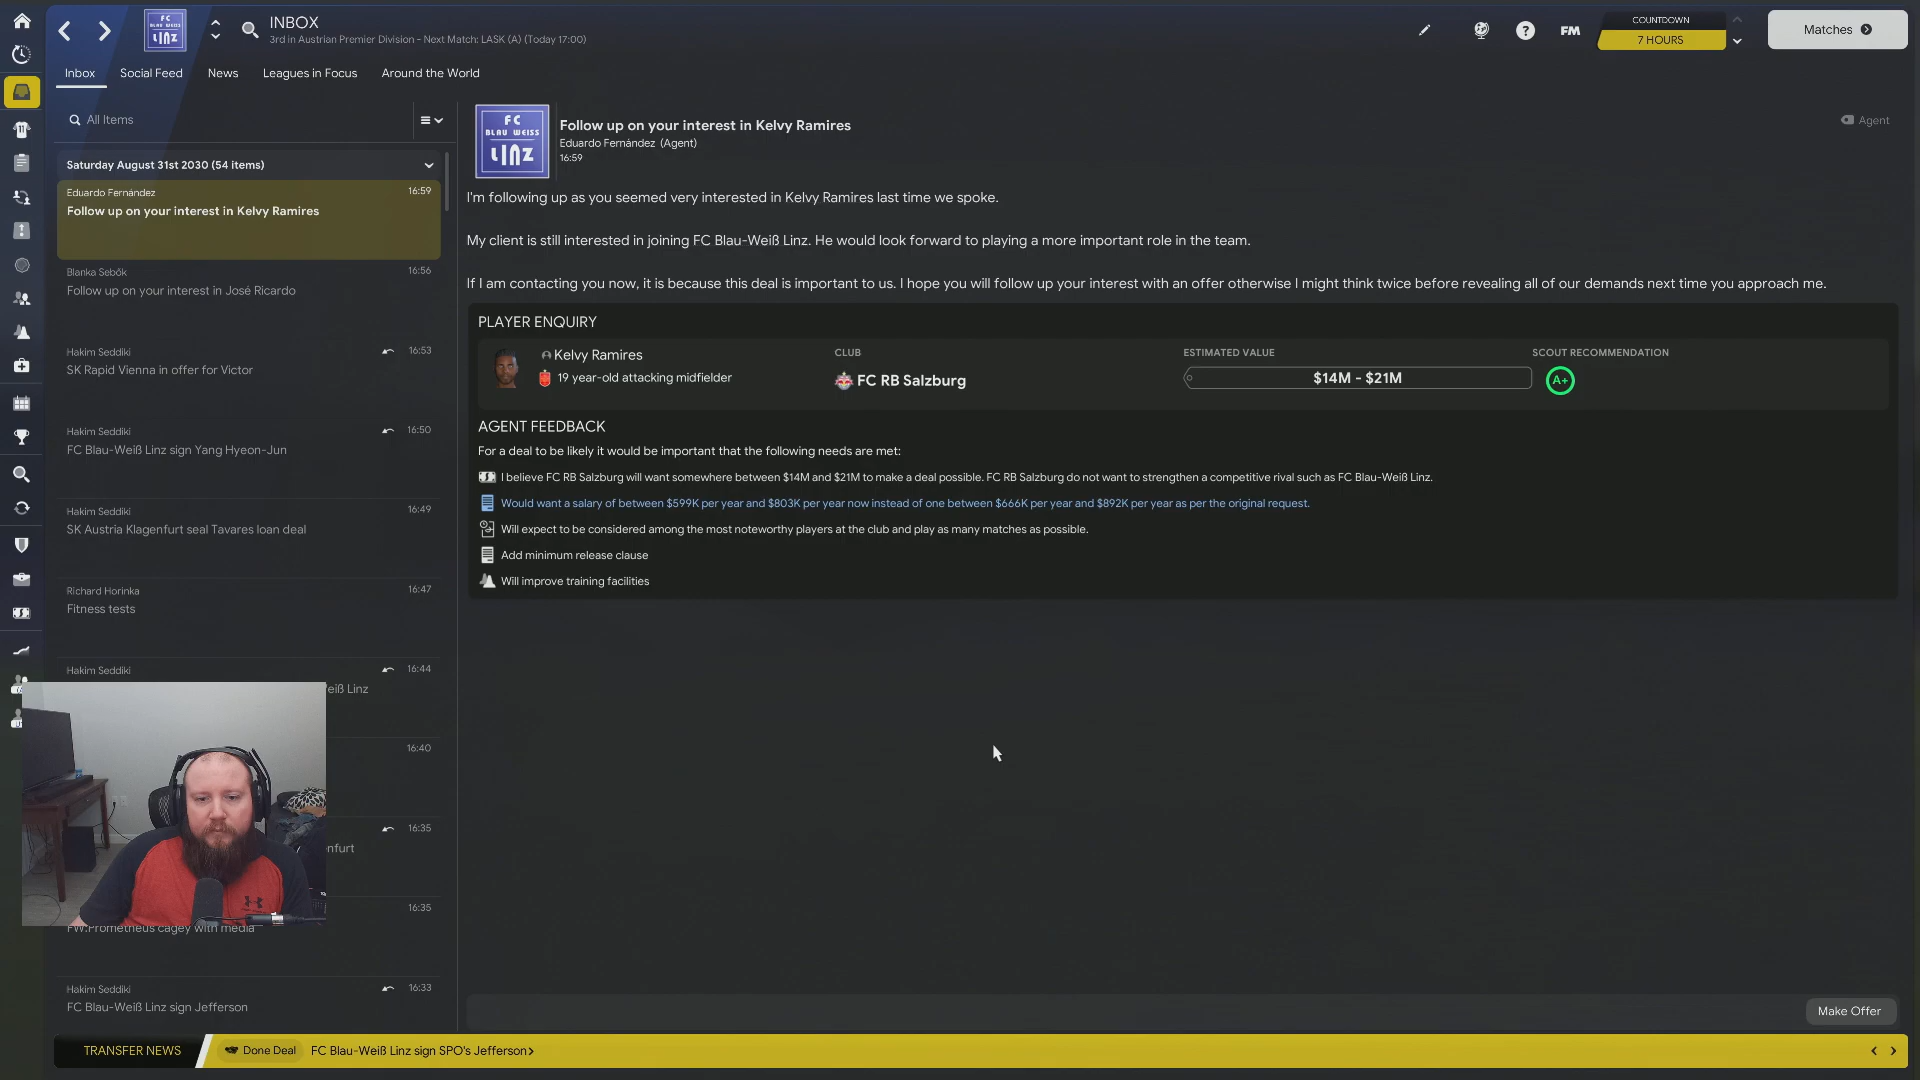 INBOX
3rd in Austrian Premier Division - Next Match: LASK (A) (Today 17:00)
FC
BLAU WEISS
LINZ
FM
COUNTDOWN
7 HOURS
Matches
Inbox
Social Feed
News
Leagues in Focus
Around the World
All Items
Saturday August 31st 2030 (54 items)
Eduardo Fernández 16:59
Follow up on your interest in Kelvy Ramires
Blanka Sebők 16:56
Follow up on your interest in José Ricardo
Hakim Seddiki 16:53
SK Rapid Vienna in offer for Victor
Hakim Seddiki 16:50
FC Blau-Weiß Linz sign Yang Hyeon-Jun
Hakim Seddiki 16:49
SK Austria Klagenfurt seal Tavares loan deal
Richard Horinka 16:47
Fitness tests
Hakim Seddiki 16:44
eiß Linz
16:40
16:35
nfurt
16:35
FW:Prometheus cagey with media
Hakim Seddiki 16:33
FC Blau-Weiß Linz sign Jefferson
FC
BLAU WEISS
LINZ
Follow up on your interest in Kelvy Ramires
Eduardo Fernández (Agent)
16:59
Agent
I'm following up as you seemed very interested in Kelvy Ramires last time we spoke.
My client is still interested in joining FC Blau-Weiß Linz. He would look forward to playing a more important role in the team.
If I am contacting you now, it is because this deal is important to us. I hope you will follow up your interest with an offer otherwise I might think twice before revealing all of our demands next time you approach me.
PLAYER ENQUIRY
Kelvy Ramires
19 year-old attacking midfielder
CLUB
FC RB Salzburg
ESTIMATED VALUE
$14M - $21M
SCOUT RECOMMENDATION
A+
AGENT FEEDBACK
For a deal to be likely it would be important that the following needs are met:
I believe FC RB Salzburg will want somewhere between $14M and $21M to make a deal possible. FC RB Salzburg do not want to strengthen a competitive rival such as FC Blau-Weiß Linz.
Would want a salary of between $599K per year and $803K per year now instead of one between $666K per year and $892K per year as per the original request.
Will expect to be considered among the most noteworthy players at the club and play as many matches as possible.
Add minimum release clause
Will improve training facilities
Make Offer
TRANSFER NEWS
Done Deal
FC Blau-Weiß Linz sign SPO's Jefferson